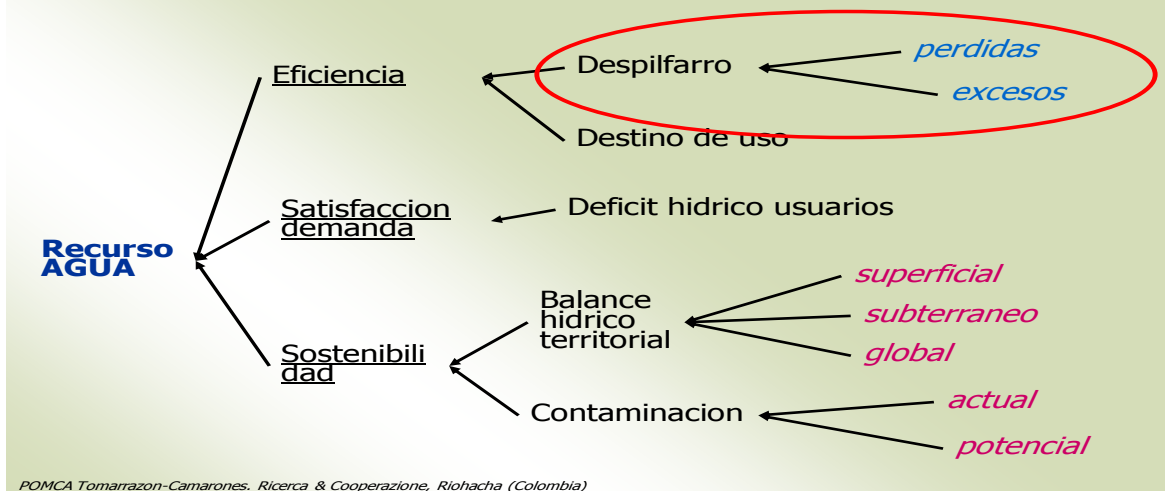 perdidas
Eficiencia
Despilfarro
excesos
Destino de uso
Satisfaccion
demanda
Deficit hidrico usuarios
Recurso
AGUA
superficial
Balance
hidrico
territorial
subterraneo
global
Sostenibili
dad
actual
Contaminacion
potencial
POMCA Tomarrazon-Camarones. Ricerca & Cooperazione, Riohacha (Colombia)